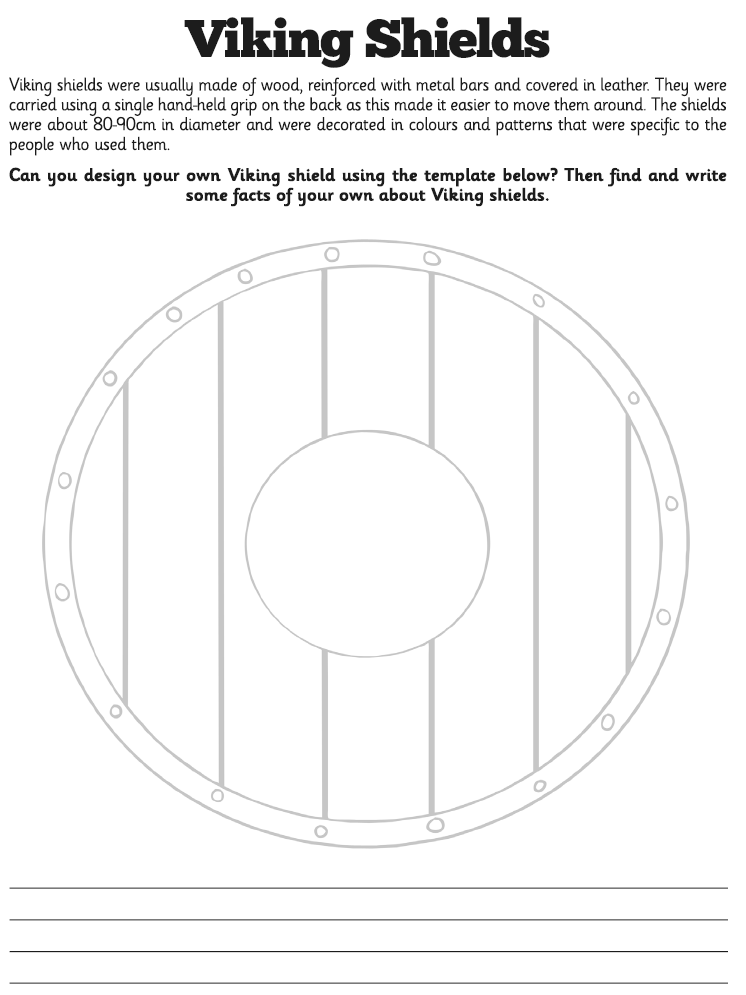 Viking Shields
Viking shields were usually made of wood, reinforced with metal bars and covered in leather. They were
carried using a single hand-held grip on the back as this made it easier to move them around. The shields
were about 80-90cm in diameter and were decorated in colours and patterns that were specific to the
people who used them.
Can you design your own Viking shield using the template below? Then find and write
some facts of your own about Viking shields.